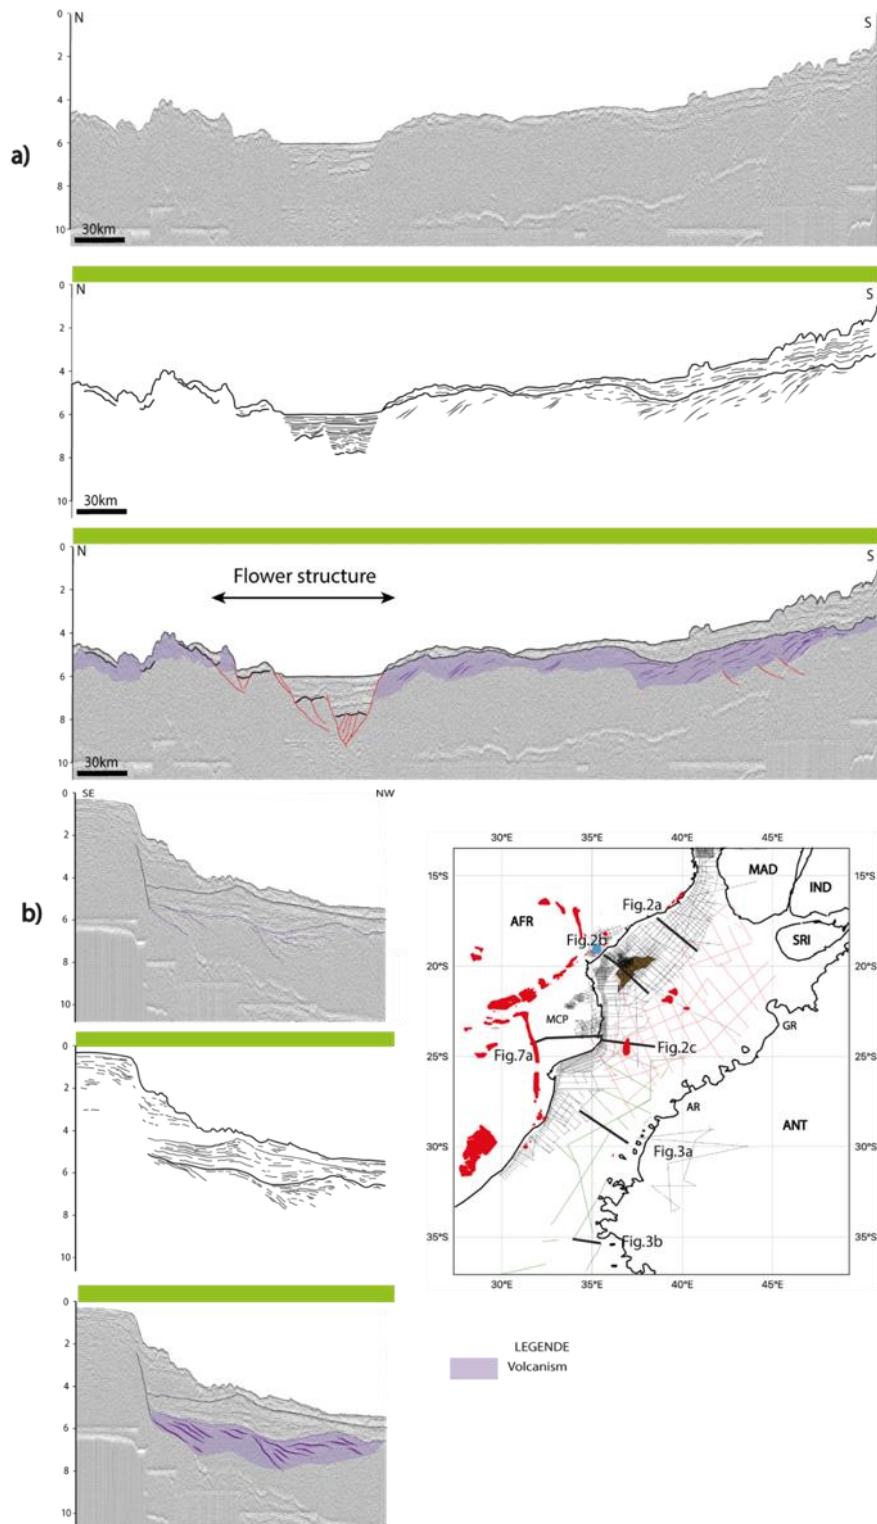 N
S
0
2
4
6
8
10
a)
30km
N
S
0
2
4
6
8
10
30km
N
S
Flower structure
0
2
4
6
8
10
30km
SE
NW
0
2
4
6
8
10
b)
0
2
4
6
8
10
0
2
4
6
8
10
30°E
35°E
40°E
45°E
15°S
20°S
25°S
30°S
35°S
15°S
20°S
25°S
30°S
35°S
MAD
IND
Fig.2a
AFR
SRI
Fig.2b
MCP
GR
Fig.7a
Fig.2c
AR
ANT
Fig.3a
Fig.3b
30°E
35°E
40°E
45°E
LEGENDE
Volcanism